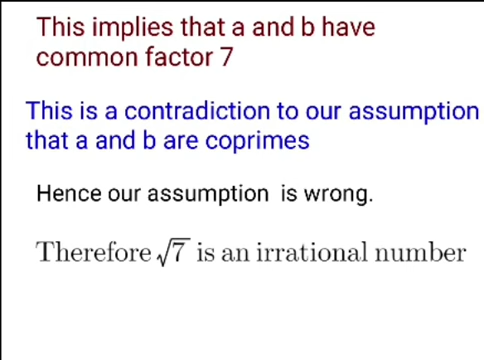 This implies that a and b have
common factor 7
This is a contradiction to our assumption
that a and b are coprimes
Hence our assumption is wrong.
Therefore √7 is an irrational number